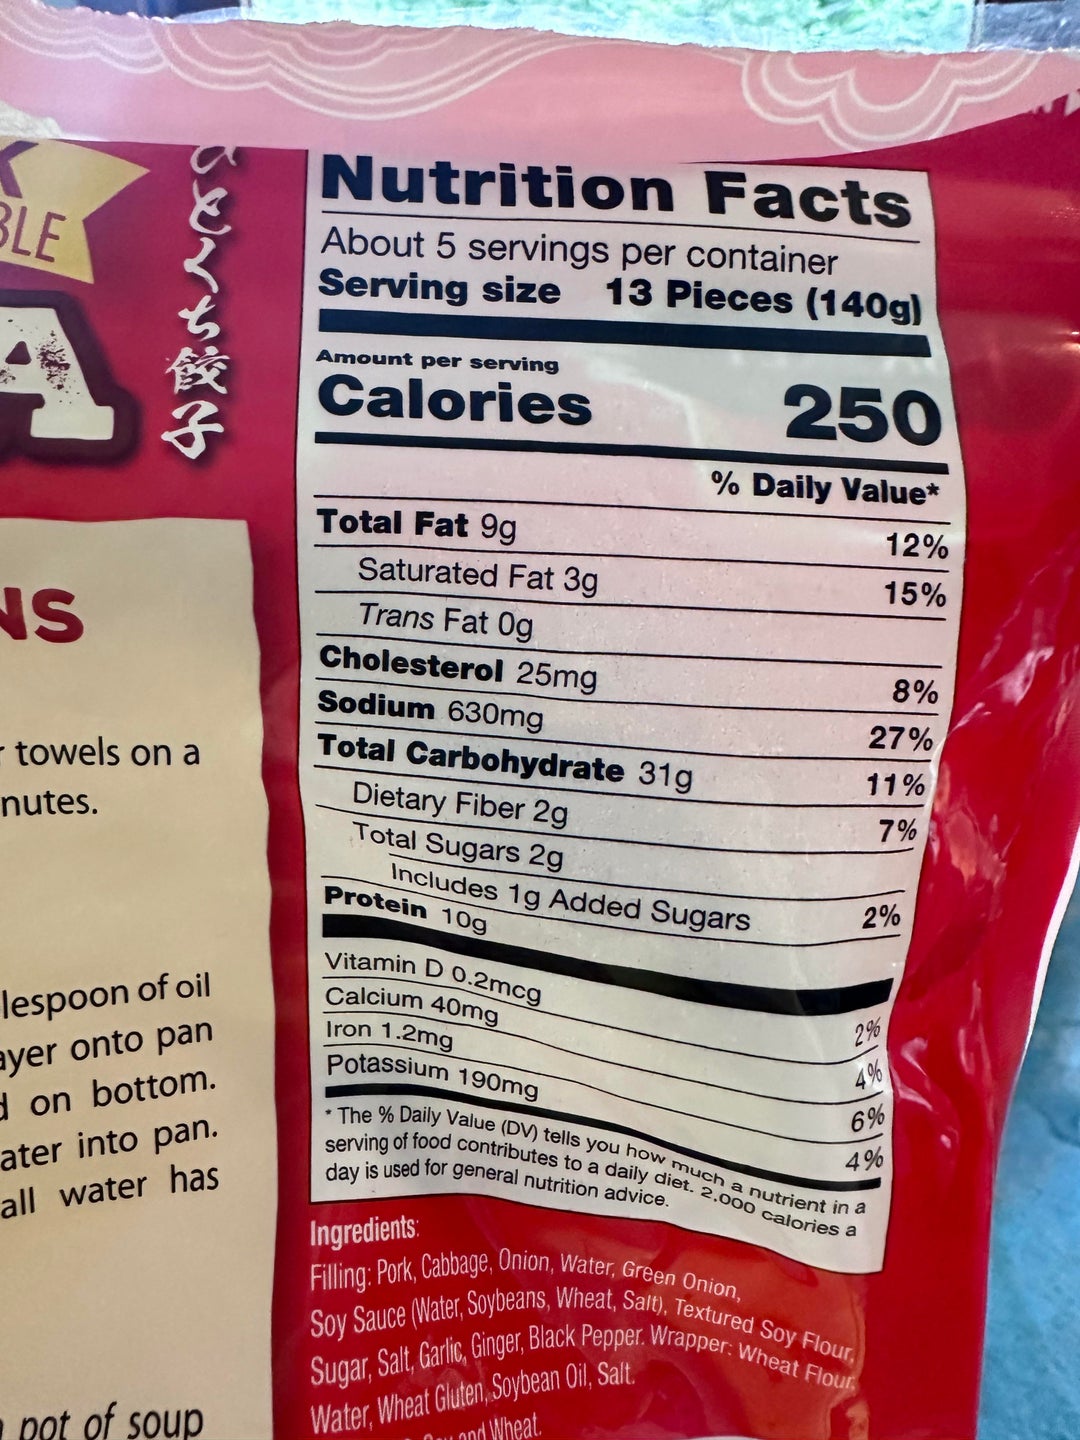 BLE
A
ひとくち餃子
NS
towels on a
nutes.
lespoon of oil
ayer onto pan
d on bottom.
ater into pan.
all water has
pot of soup
Nutrition Facts
About 5 servings per container
Serving size 13 Pieces (140g)
Amount per serving
Calories 250
% Daily Value*
Total Fat 9g 12%
Saturated Fat 3g 15%
Trans Fat 0g
Cholesterol 25mg 8%
Sodium 630mg 27%
Total Carbohydrate 31g 11%
Dietary Fiber 2g 7%
Total Sugars 2g
Includes 1g Added Sugars 2%
Protein 10g
Vitamin D 0.2mcg 2%
Calcium 40mg 4%
Iron 1.2mg 6%
Potassium 190mg 4%
* The % Daily Value (DV) tells you how much a nutrient in a
serving of food contributes to a daily diet. 2.000 calories a
day is used for general nutrition advice.
Ingredients:
Filling: Pork, Cabbage, Onion, Water, Green Onion,
Soy Sauce (Water, Soybeans, Wheat, Salt), Textured Soy Flour,
Sugar, Salt, Garlic, Ginger, Black Pepper. Wrapper: Wheat Flour,
Water, Wheat Gluten, Soybean Oil, Salt.
and Wheat.